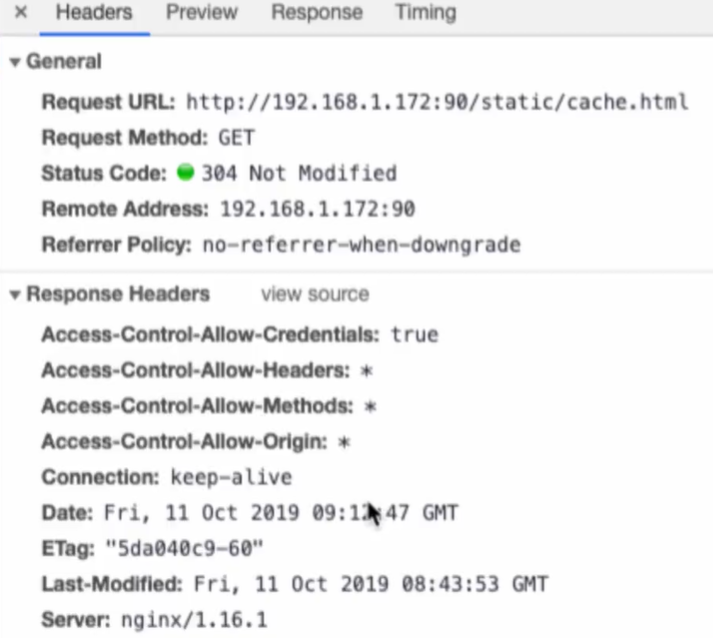 × Headers Preview Response Timing
▼ General
Request URL: http://192.168.1.172:90/static/cache.html
Request Method: GET
Status Code: 304 Not Modified
Remote Address: 192.168.1.172:90
Referrer Policy: no-referrer-when-downgrade
▼ Response Headers view source
Access-Control-Allow-Credentials: true
Access-Control-Allow-Headers: *
Access-Control-Allow-Methods: *
Access-Control-Allow-Origin: *
Connection: keep-alive
Date: Fri, 11 Oct 2019 GMT
ETag: "5da040c9-60"
Last-Modified: Fri, 11 Oct 2019 08:43:53 GMT
Server: nginx/1.16.1